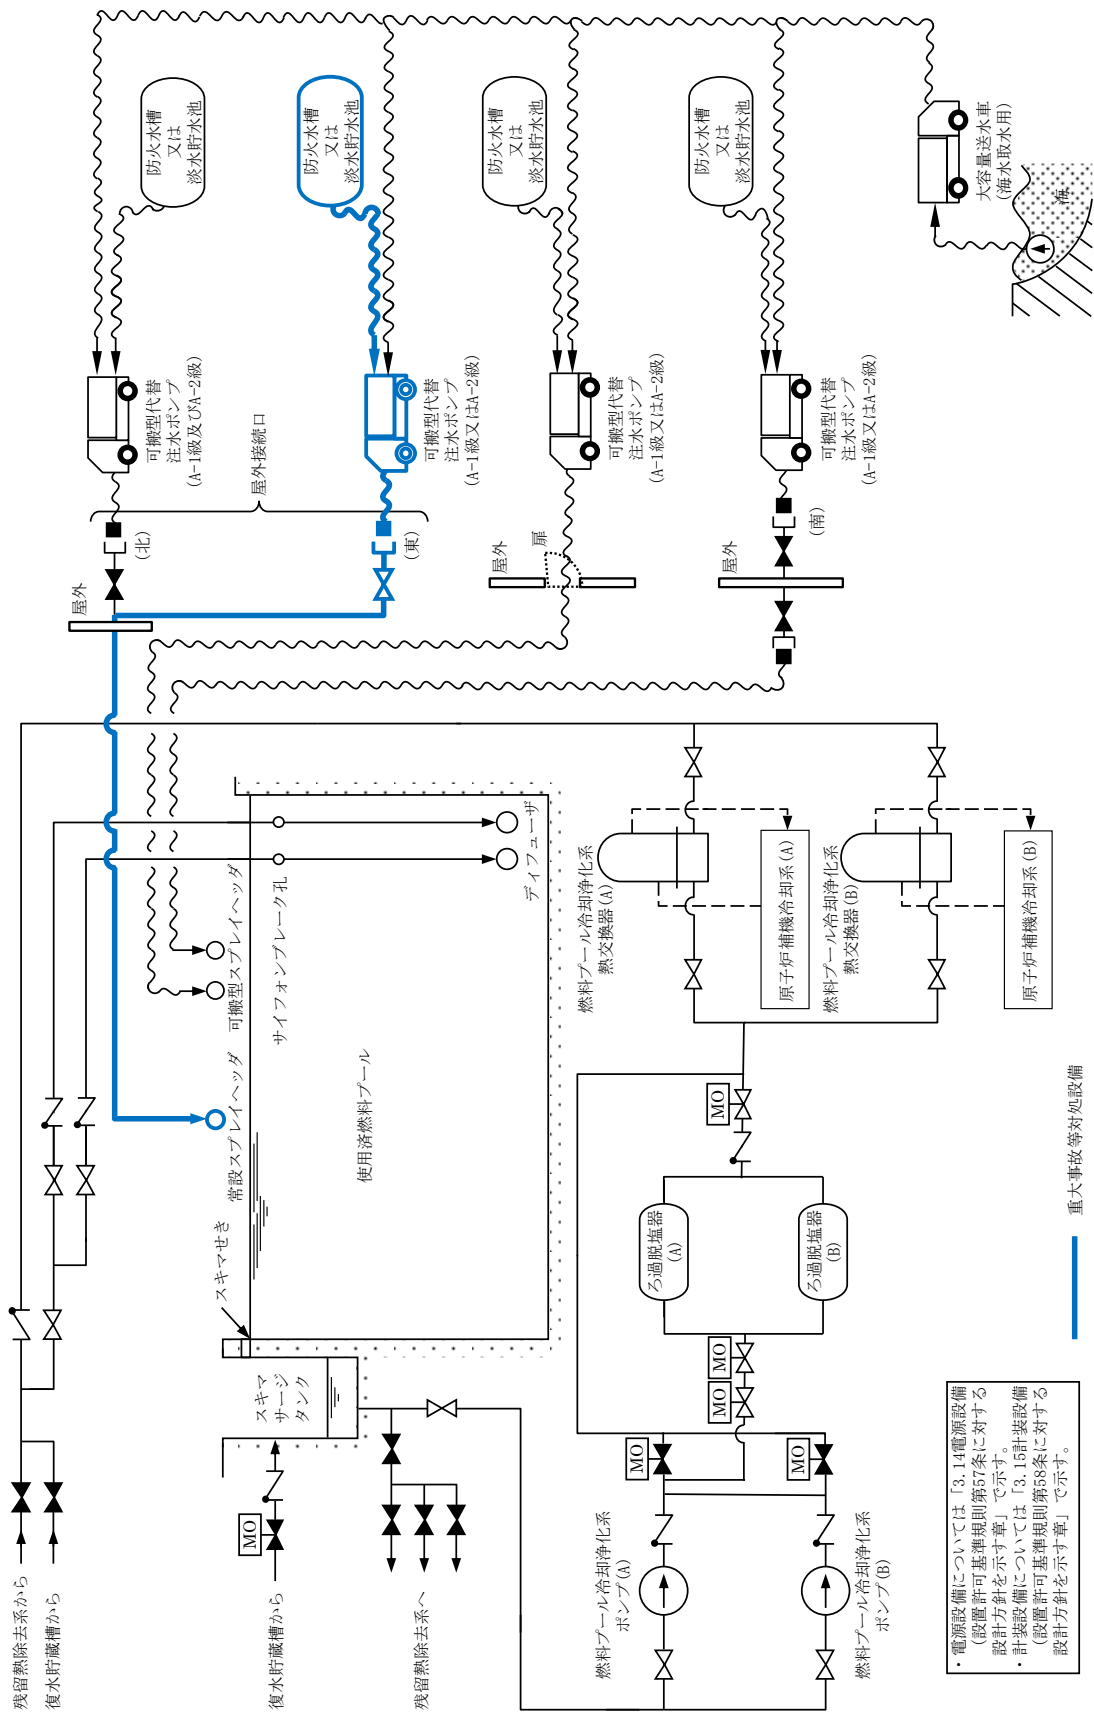 残留熱除去系から
復水貯蔵槽から
復水貯蔵槽から
残留熱除去系へ
MO
屋外
(北)
屋外接続口
(東)
防火水槽
又は
淡水貯水池
防火水槽
又は
淡水貯水池
防火水槽
又は
淡水貯水池
防火水槽
又は
淡水貯水池
可搬型代替
注水ポンプ
(A-1級及びA-2級)
可搬型代替
注水ポンプ
(A-1級又はA-2級)
可搬型代替
注水ポンプ
(A-1級又はA-2級)
可搬型代替
注水ポンプ
(A-1級又はA-2級)
屋外
扉
屋外
(南)
大容量送水車
(海水取水用)
海
スキマせき
常設スプレイヘッダ
可搬型スプレイヘッダ
サイフォンブレーク孔
ディフューザ
使用済燃料プール
スキマ
サージ
タンク
燃料プール冷却浄化系
熱交換器(A)
原子炉補機冷却系(A)
燃料プール冷却浄化系
熱交換器(B)
原子炉補機冷却系(B)
MO
ろ過脱塩器
(A)
ろ過脱塩器
(B)
MO
MO
MO
MO
燃料プール冷却浄化系
ポンプ(A)
燃料プール冷却浄化系
ポンプ(B)
重大事故等対処設備
・電源設備については「3.14電源設備
(設置許可基準規則第57条に対する
設計方針を示す章」で示す。
・計装設備については「3.15計装設備
(設置許可基準規則第58条に対する
設計方針を示す章」で示す。